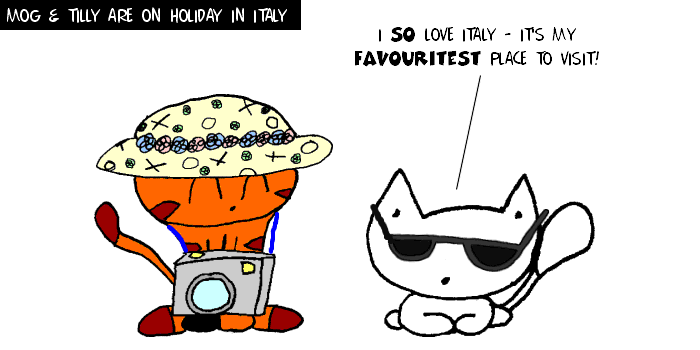 MOG & TILLY ARE ON HOLIDAY IN ITALY
I SO LOVE ITALY - IT'S MY
FAVOURITEST PLACE TO VISIT!